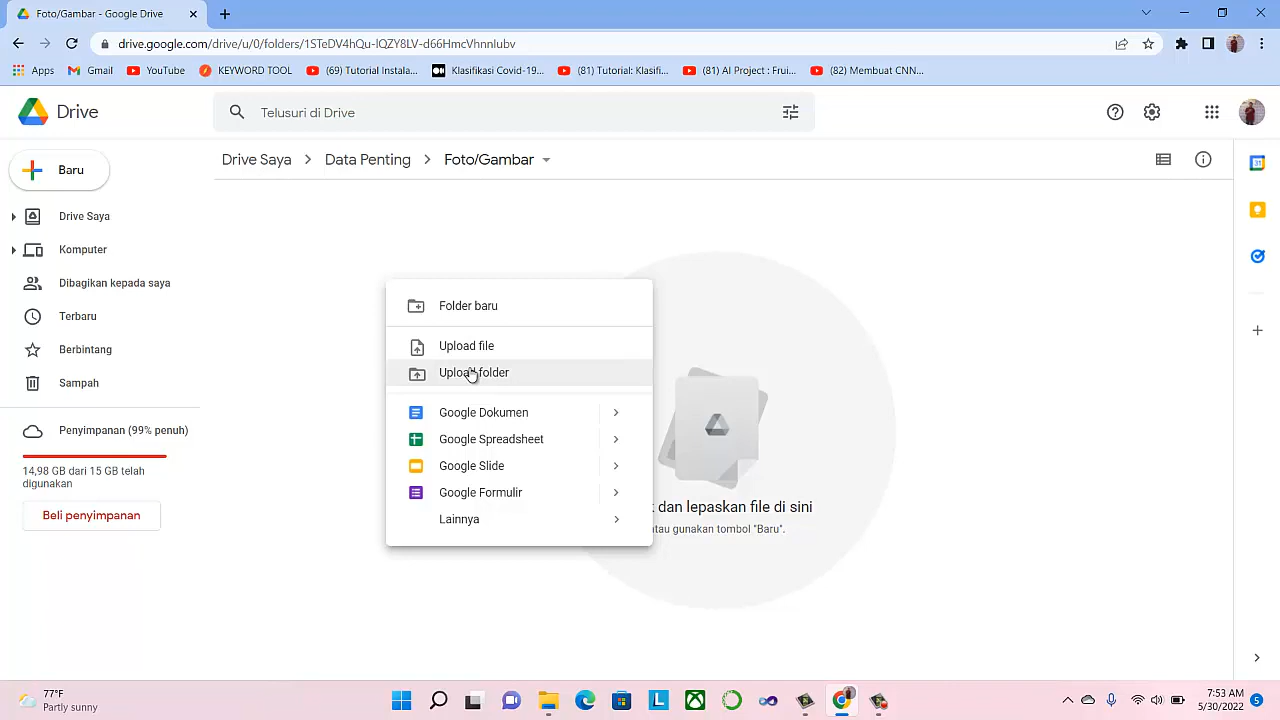 Foto/Gambar - Google Drive
drive.google.com/drive/u/0/folders/1STeDV4hQu-lQZY8LV-d66HmcVhnnIubv
Apps
Gmail
YouTube
KEYWORD TOOL
(69) Tutorial Instala...
Klasifikasi Covid-19...
(81) Tutorial: Klasifi...
(81) AI Project : Frui...
(82) Membuat CNN...
Drive
Telusuri di Drive
Baru
Drive Saya
Data Penting
Foto/Gambar
Drive Saya
Komputer
Dibagikan kepada saya
Terbaru
Berbintang
Sampah
Penyimpanan (99% penuh)
14,98 GB dari 15 GB telah
digunakan
Beli penyimpanan
Folder baru
Upload file
Upload folder
Google Dokumen
Google Spreadsheet
Google Slide
Google Formulir
Lainnya
dan lepaskan file di sini
atau gunakan tombol "Baru".
31
77°F
Partly sunny
7:53 AM
5/30/2022
5